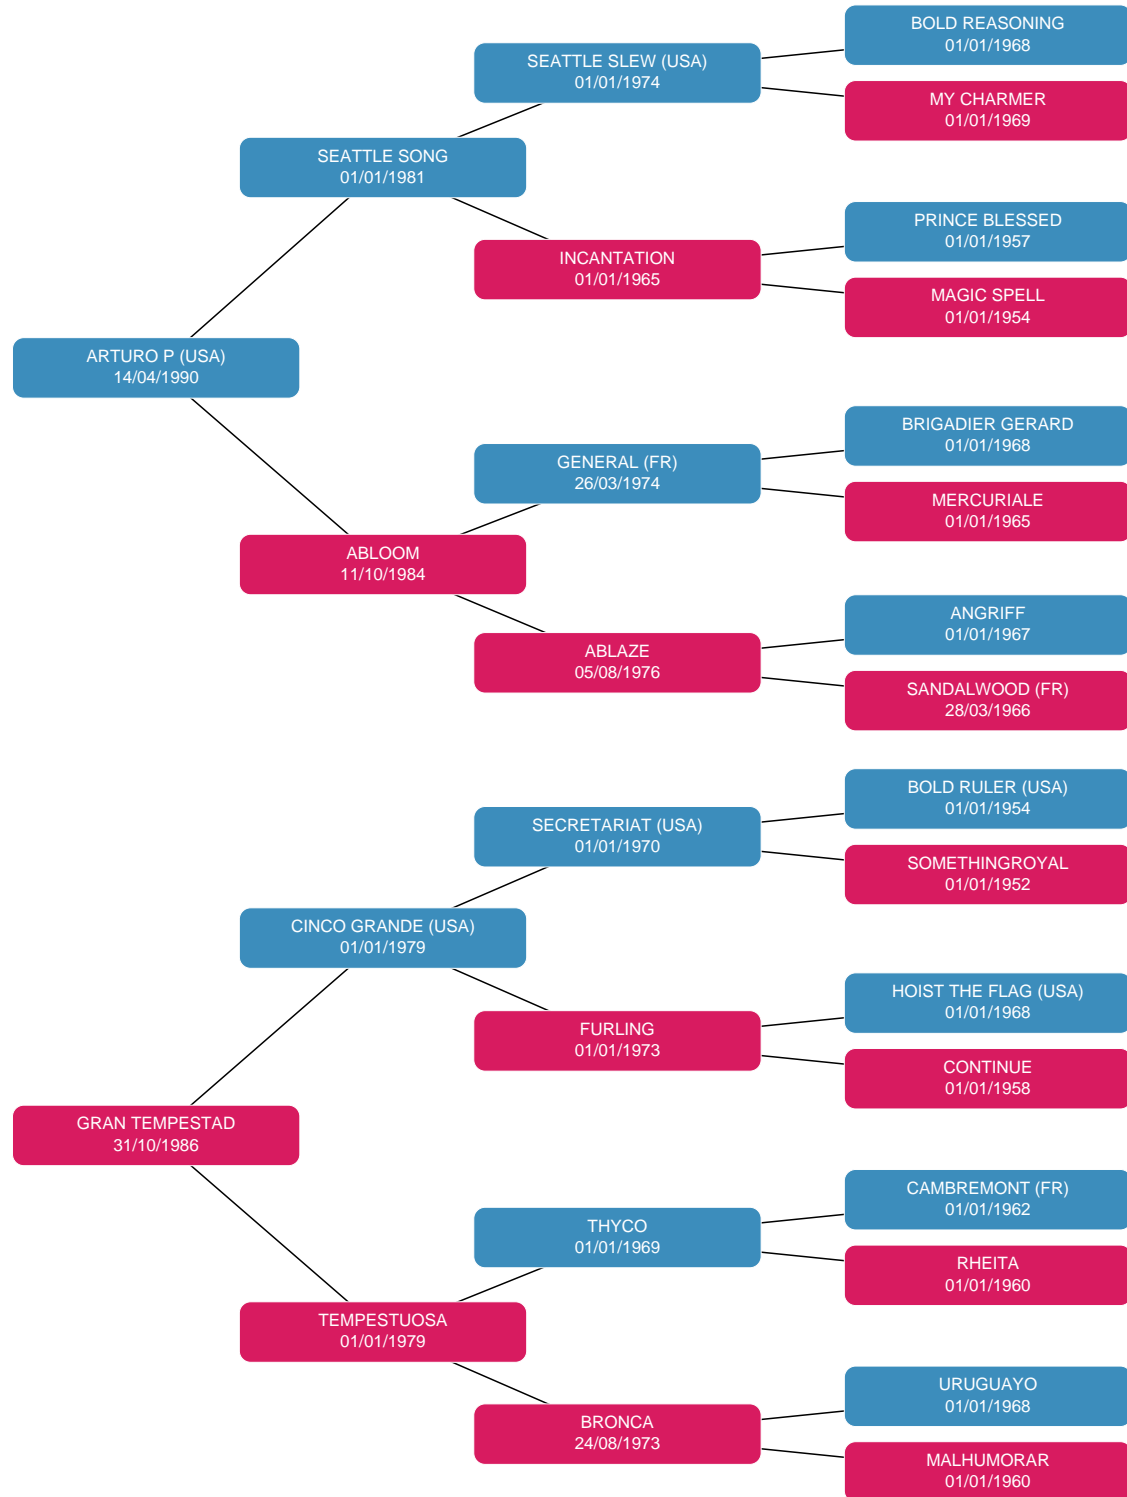 BOLD REASONING
01/01/1968
SEATTLE SLEW (USA)
01/01/1974
MY CHARMER
01/01/1969
SEATTLE SONG
01/01/1981
PRINCE BLESSED
01/01/1957
INCANTATION
01/01/1965
MAGIC SPELL
01/01/1954
ARTURO P (USA)
14/04/1990
BRIGADIER GERARD
01/01/1968
GENERAL (FR)
26/03/1974
MERCURIALE
01/01/1965
ABLOOM
11/10/1984
ANGRIFF
01/01/1967
ABLAZE
05/08/1976
SANDALWOOD (FR)
28/03/1966
BOLD RULER (USA)
01/01/1954
SECRETARIAT (USA)
01/01/1970
SOMETHINGROYAL
01/01/1952
CINCO GRANDE (USA)
01/01/1979
HOIST THE FLAG (USA)
01/01/1968
FURLING
01/01/1973
CONTINUE
01/01/1958
GRAN TEMPESTAD
31/10/1986
CAMBREMONT (FR)
01/01/1962
THYCO
01/01/1969
RHEITA
01/01/1960
TEMPESTUOSA
01/01/1979
URUGUAYO
01/01/1968
BRONCA
24/08/1973
MALHUMORAR
01/01/1960